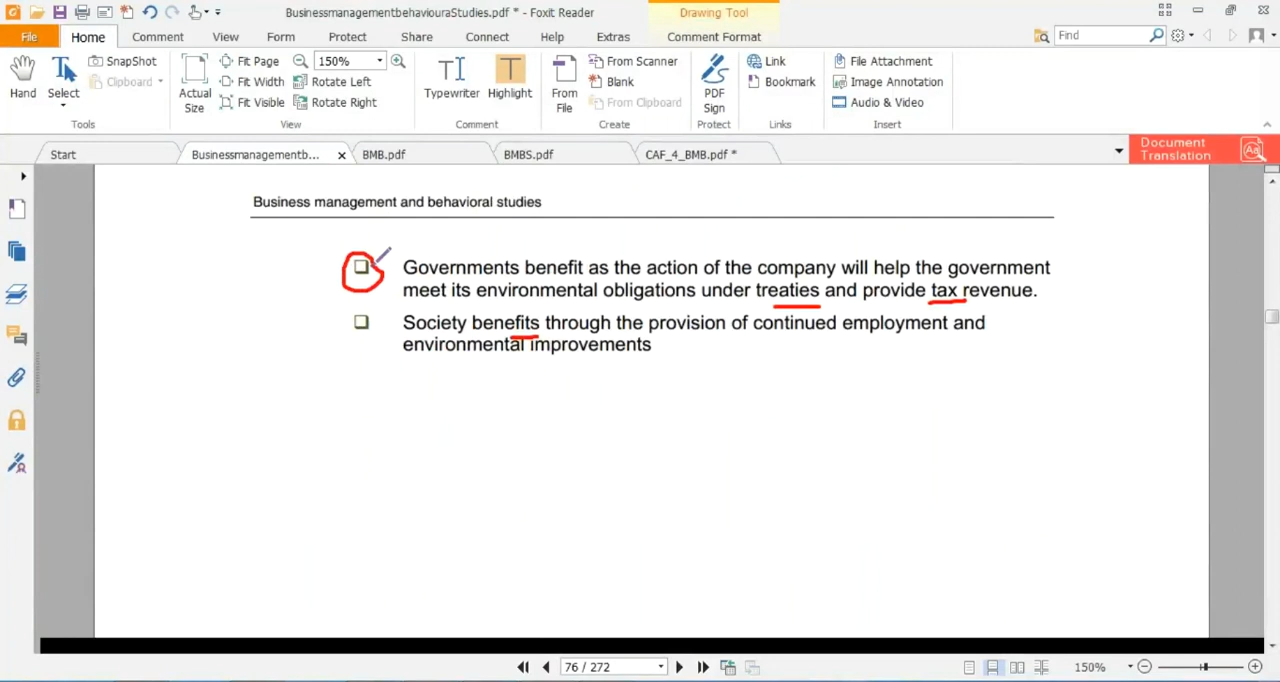 BusinessmanagementbehaviouraStudies.pdf * - Foxit Reader
Drawing Tool
File Home Comment View Form Protect Share Connect Help Extras Comment Format Find
SnapShot Fit Page 150% From Scanner Link File Attachment
Clipboard Fit Width Rotate Left Blank Bookmark Image Annotation
Hand Select Actual Size Fit Visible Rotate Right Typewriter Highlight From File From Clipboard PDF Sign Audio & Video
Tools View Comment Create Protect Links Insert
Start Businessmanagementb... x BMB.pdf BMBS.pdf CAF_4_BMB.pdf * Document Translation
Business management and behavioral studies
Governments benefit as the action of the company will help the government
meet its environmental obligations under treaties and provide tax revenue.
Society benefits through the provision of continued employment and
environmental improvements
76 / 272 150%